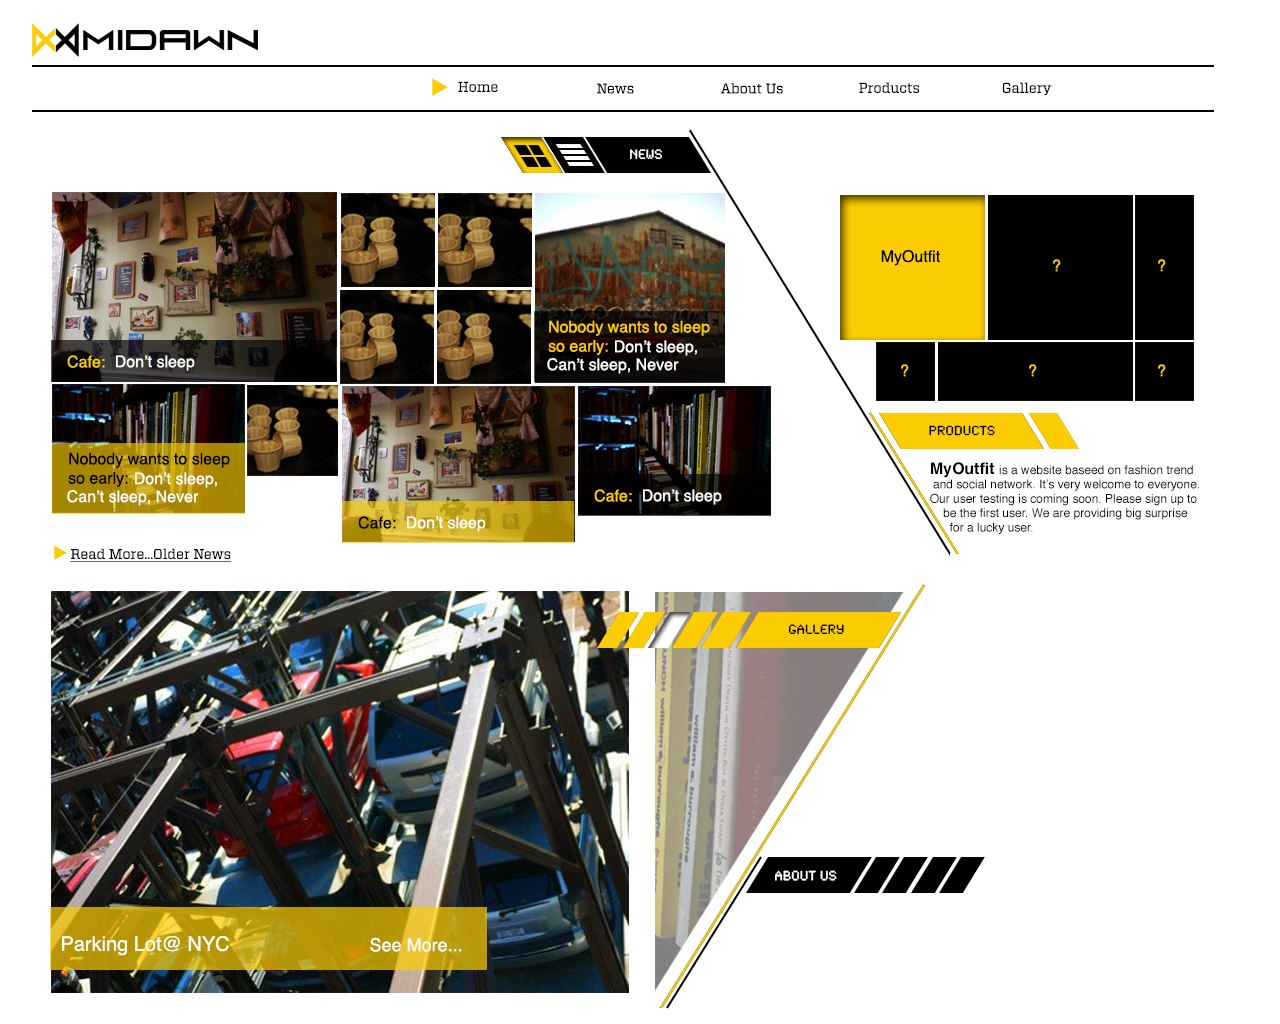 MIDAWN
Home
News
About Us
Products
Gallery
NEWS
Cafe: Don't sleep
Nobody wants to sleep
so early: Don't sleep,
Can't sleep, Never
Nobody wants to sleep
so early: Don't sleep,
Can't sleep, Never
Cafe: Don't sleep
Cafe: Don't sleep
Read More...Older News
MyOutfit
?
?
?
?
?
PRODUCTS
MyOutfit is a website baseed on fashion trend
and social network. It's very welcome to everyone.
Our user testing is coming soon. Please sign up to
be the first user. We are providing big surprise
for a lucky user.
GALLERY
william s. burroughs
william s. burroughs
Parking Lot@ NYC
See More...
ABOUT US